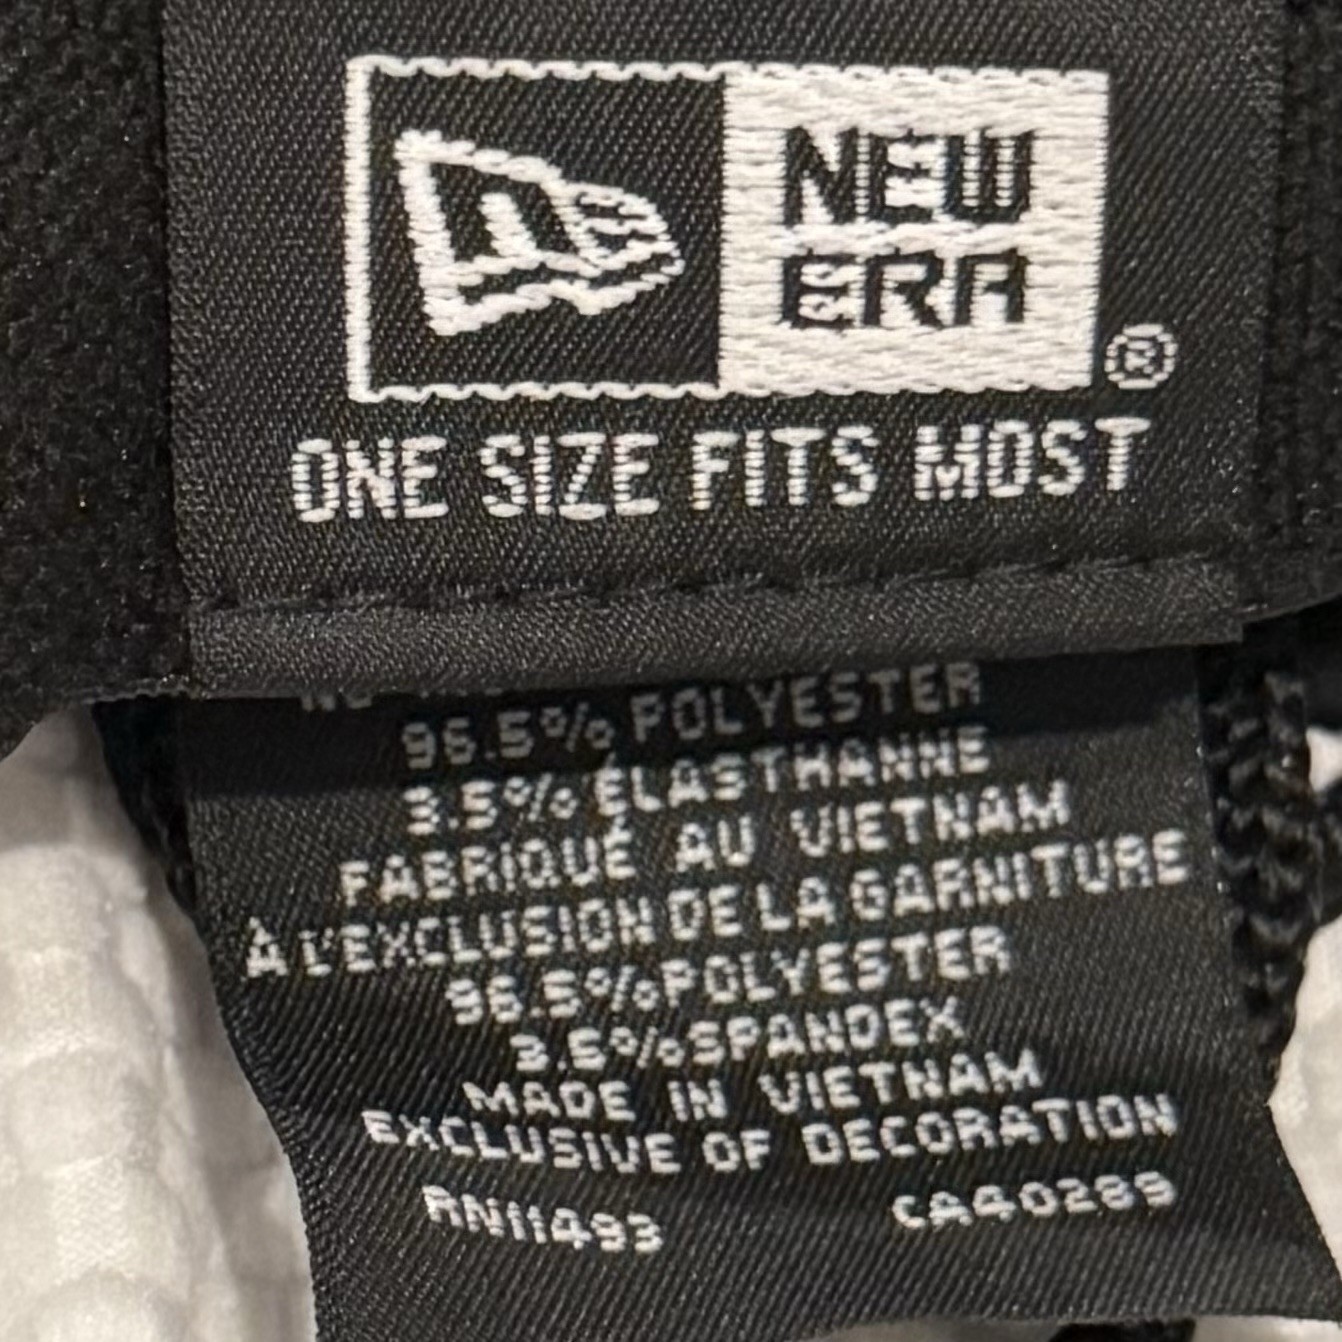 NEW
ERA
®
ONE SIZE FITS MOST
96.5% POLYESTER
3.5% ÉLASTHANNE
FABRIQUÉ AU VIETNAM
À L'EXCLUSION DE LA GARNITURE
96.5% POLYESTER
3.5% SPANDEX
MADE IN VIETNAM
EXCLUSIVE OF DECORATION
RN11493 CA40289